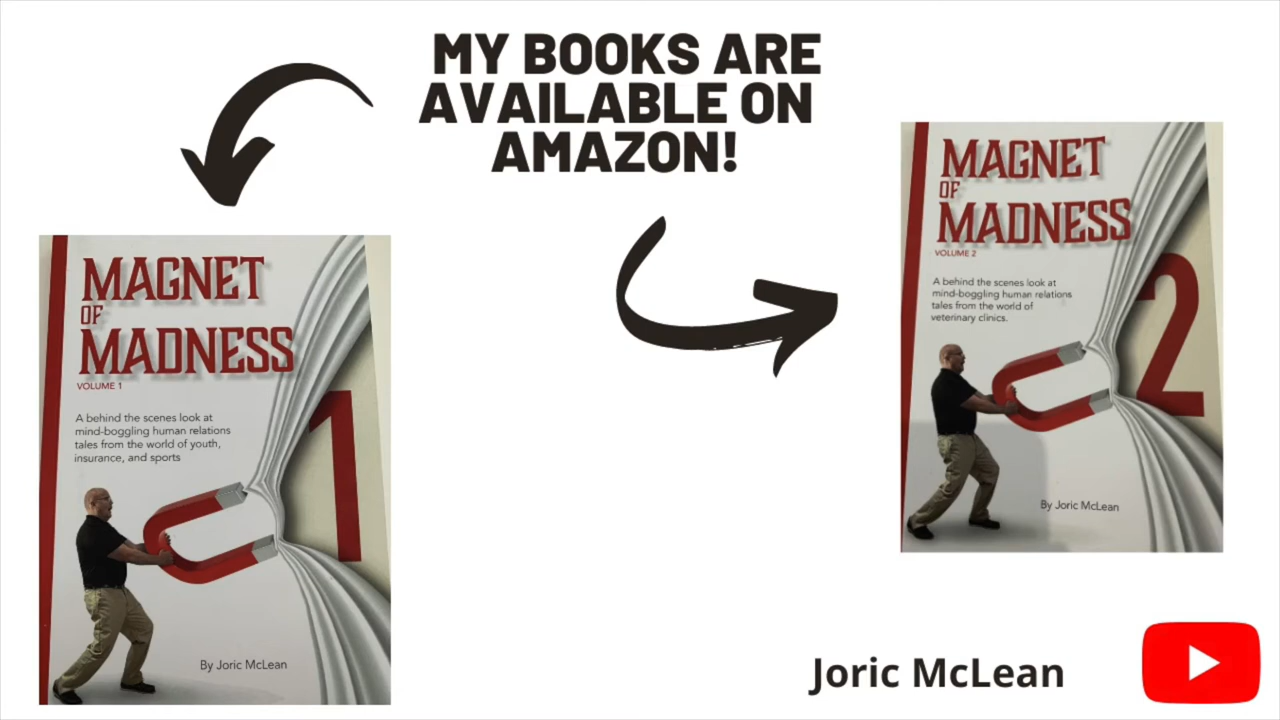 MY BOOKS ARE
AVAILABLE ON
AMAZON!
MAGNET
OF
MADNESS
VOLUME 1
A behind the scenes look at
mind-boggling human relations
tales from the world of youth,
insurance, and sports
1
By Joric McLean
MAGNET
OF
MADNESS
VOLUME 2
A behind the scenes look at
mind-boggling human relations
tales from the world of
veterinary clinics.
2
By Joric McLean
Joric McLean